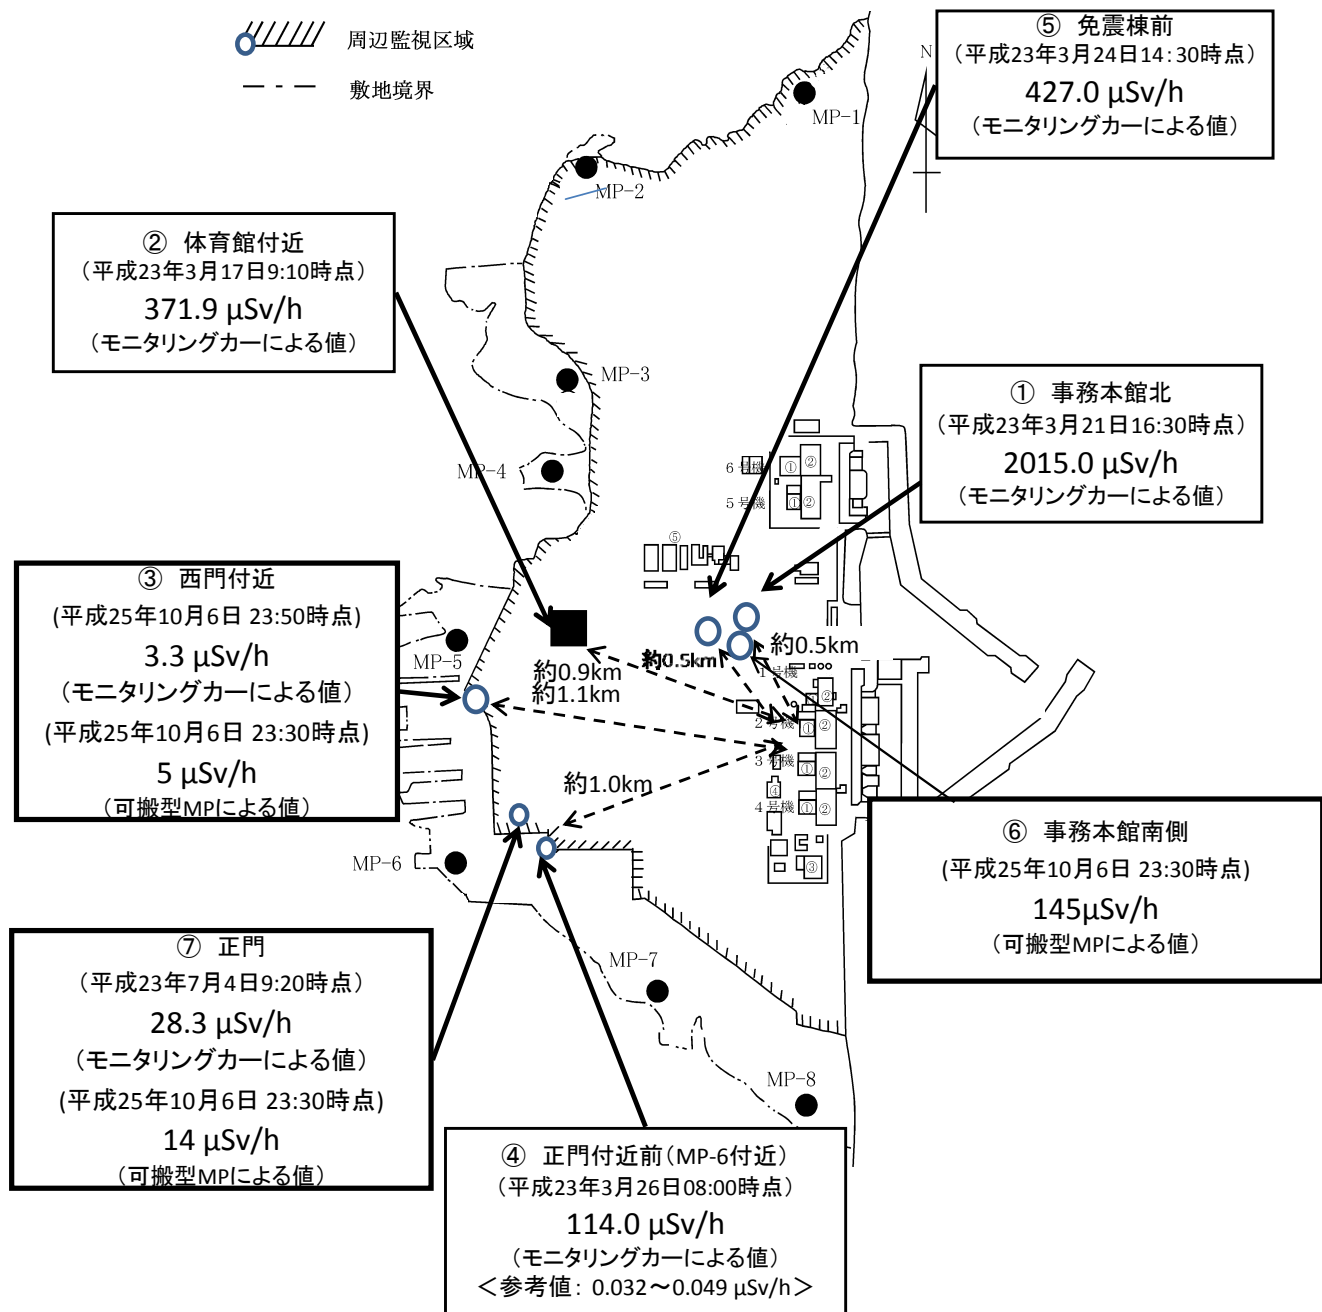 周辺監視区域
敷地境界
⑤ 免震棟前
（平成23年3月24日14:30時点）
427.0 μSv/h
（モニタリングカーによる値）
N
MP-1
MP-2
② 体育館付近
（平成23年3月17日9:10時点）
371.9 μSv/h
（モニタリングカーによる値）
MP-3
① 事務本館北
（平成23年3月21日16:30時点）
2015.0 μSv/h
（モニタリングカーによる値）
MP-4
6号機
① ②
5号機
① ②
⑤
③ 西門付近
(平成25年10月6日 23:50時点)
3.3 μSv/h
（モニタリングカーによる値）
(平成25年10月6日 23:30時点)
5 μSv/h
（可搬型MPによる値）
MP-5
約0.9km
約1.1km
約0.5km
約0.5km
1号機
②
2号機
① ②
3号機
① ②
④
4号機
① ②
③
約1.0km
MP-6
⑥ 事務本館南側
(平成25年10月6日 23:30時点)
145μSv/h
（可搬型MPによる値）
⑦ 正門
（平成23年7月4日9:20時点）
28.3 μSv/h
（モニタリングカーによる値）
(平成25年10月6日 23:30時点)
14 μSv/h
（可搬型MPによる値）
MP-7
MP-8
④ 正門付近前（MP-6付近）
（平成23年3月26日08:00時点）
114.0 μSv/h
（モニタリングカーによる値）
＜参考値：0.032～0.049 μSv/h＞